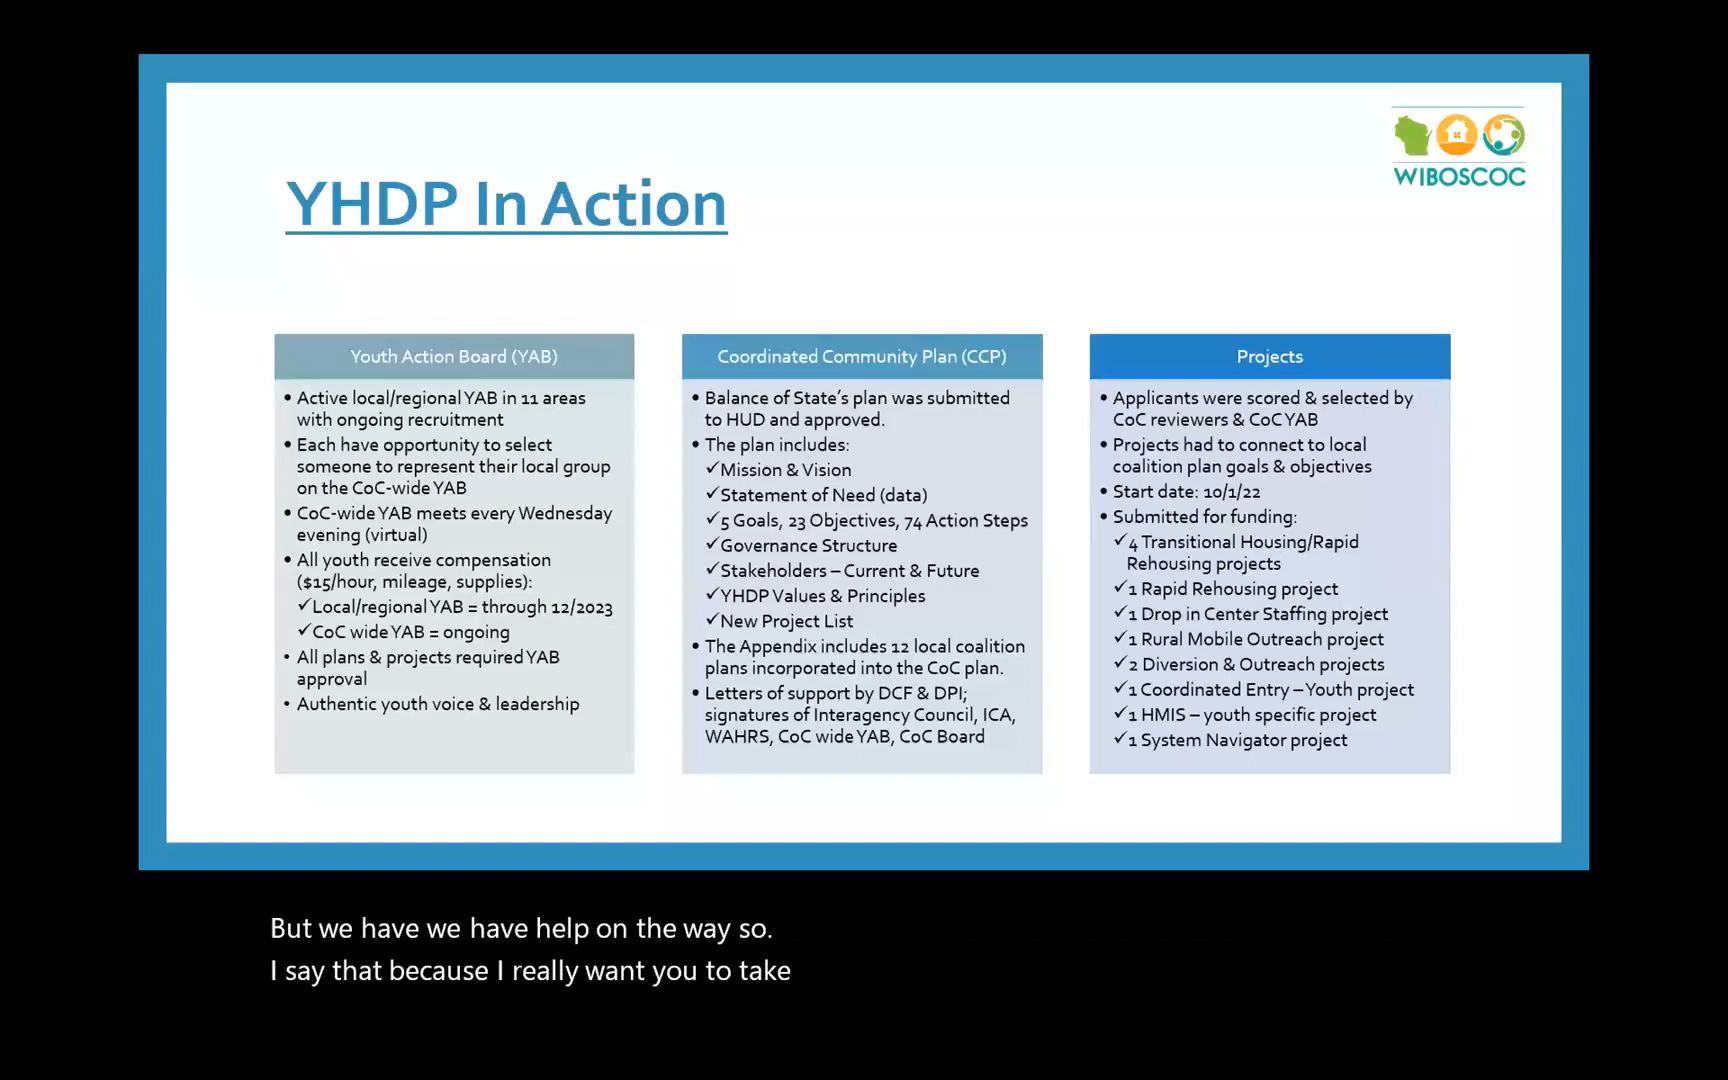 WIBOSCOC
YHDP In Action
Youth Action Board (YAB)
• Active local/regional YAB in 11 areas
with ongoing recruitment
• Each have opportunity to select
someone to represent their local group
on the CoC-wide YAB
• CoC-wide YAB meets every Wednesday
evening (virtual)
• All youth receive compensation
($15/hour, mileage, supplies):
✓Local/regional YAB = through 12/2023
✓CoC wide YAB = ongoing
• All plans & projects required YAB
approval
• Authentic youth voice & leadership
Coordinated Community Plan (CCP)
• Balance of State's plan was submitted
to HUD and approved.
• The plan includes:
✓Mission & Vision
✓Statement of Need (data)
✓5 Goals, 23 Objectives, 74 Action Steps
✓Governance Structure
✓Stakeholders – Current & Future
✓YHDP Values & Principles
✓New Project List
• The Appendix includes 12 local coalition
plans incorporated into the CoC plan.
• Letters of support by DCF & DPI;
signatures of Interagency Council, ICA,
WAHRS, CoC wide YAB, CoC Board
Projects
• Applicants were scored & selected by
CoC reviewers & CoC YAB
• Projects had to connect to local
coalition plan goals & objectives
• Start date: 10/1/22
• Submitted for funding:
✓4 Transitional Housing/Rapid
Rehousing projects
✓1 Rapid Rehousing project
✓1 Drop in Center Staffing project
✓1 Rural Mobile Outreach project
✓2 Diversion & Outreach projects
✓1 Coordinated Entry – Youth project
✓1 HMIS – youth specific project
✓1 System Navigator project
But we have we have help on the way so.
I say that because I really want you to take